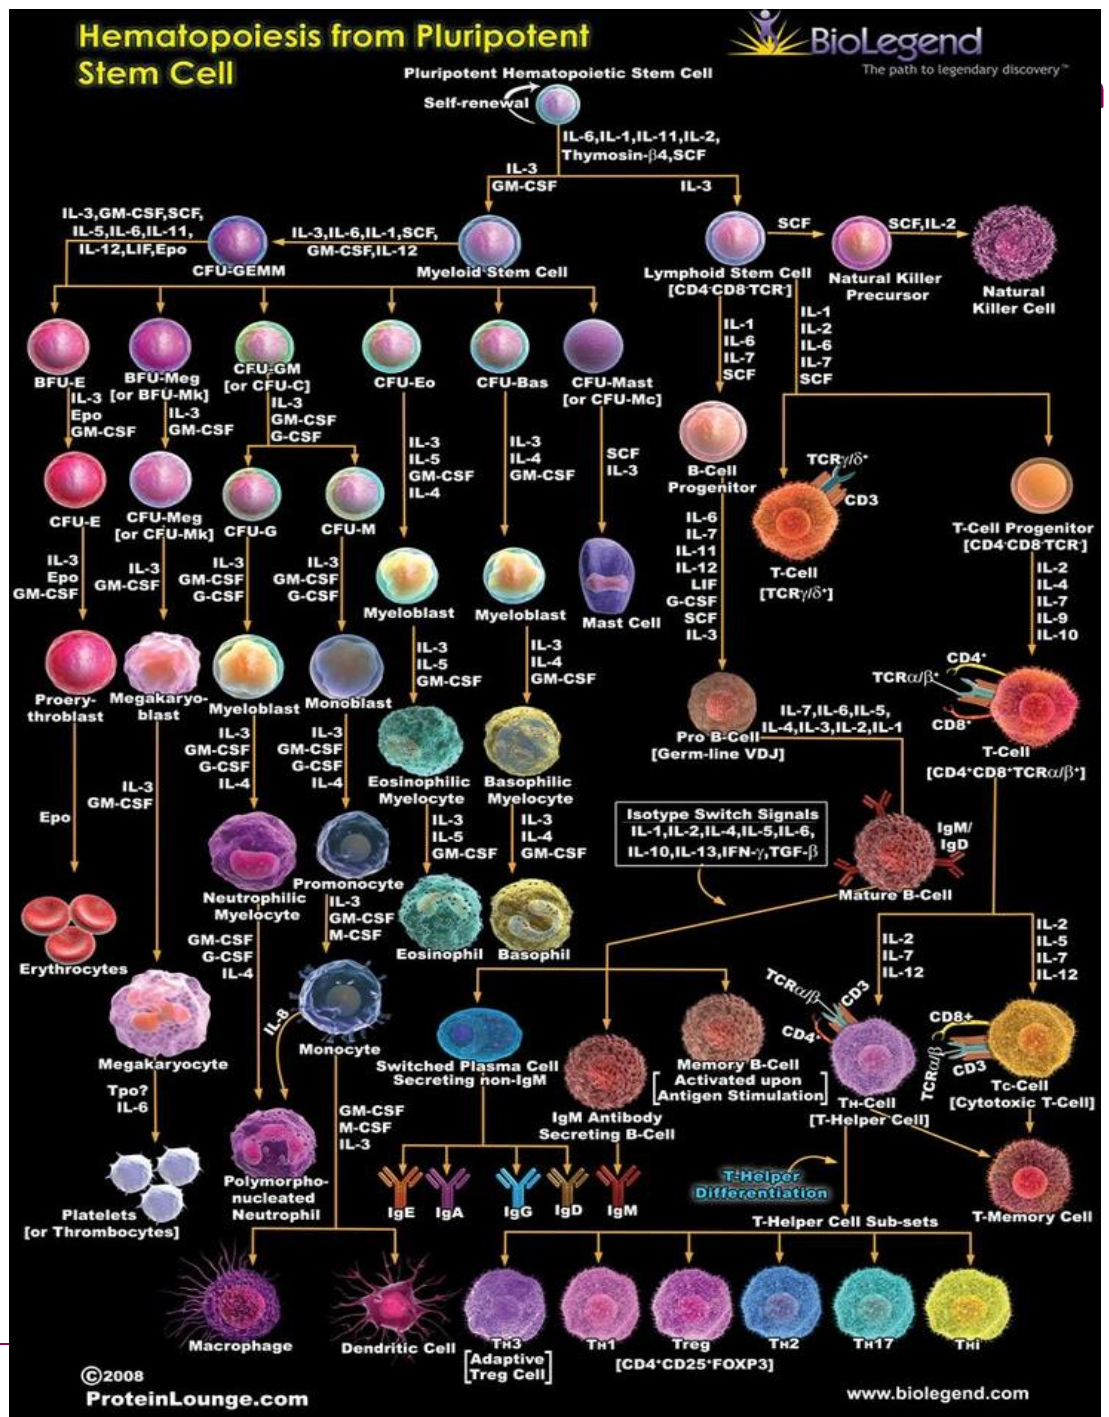 Hematopoiesis from Pluripotent
Stem Cell
BioLegend
The path to legendary discovery™
Pluripotent Hematopoietic Stem Cell
Self-renewal
IL-6,IL-1,IL-11,IL-2,
Thymosin-β4,SCF
IL-3
GM-CSF
IL-3
IL-3,GM-CSF,SCF,
IL-5,IL-6,IL-11,
IL-12,LIF,Epo
CFU-GEMM
IL-3,IL-6,IL-1,SCF,
GM-CSF,IL-12
Myeloid Stem Cell
Lymphoid Stem Cell
[CD4⁻CD8⁻TCR⁻]
SCF
Natural Killer
Precursor
SCF,IL-2
Natural
Killer Cell
BFU-E
BFU-Meg
[or BFU-Mk]
CFU-GM
[or CFU-C]
CFU-Eo
CFU-Bas
CFU-Mast
[or CFU-Mc]
IL-1
IL-6
IL-7
SCF
IL-1
IL-2
IL-6
IL-7
SCF
IL-3
Epo
GM-CSF
IL-3
GM-CSF
IL-3
GM-CSF
G-CSF
IL-3
IL-5
GM-CSF
IL-4
IL-3
IL-4
GM-CSF
SCF
IL-3
B-Cell
Progenitor
TCRγ/δ⁺
CD3
T-Cell
[TCRγ/δ⁺]
T-Cell Progenitor
[CD4⁻CD8⁻TCR⁻]
CFU-E
CFU-Meg
[or CFU-Mk]
CFU-G
CFU-M
IL-3
Epo
GM-CSF
IL-3
GM-CSF
IL-3
GM-CSF
G-CSF
IL-3
GM-CSF
G-CSF
Myeloblast
Myeloblast
Mast Cell
IL-6
IL-7
IL-11
IL-12
LIF
G-CSF
SCF
IL-3
IL-2
IL-4
IL-7
IL-9
IL-10
Proery-
throblast
Megakaryo-
blast
Myeloblast
Monoblast
IL-3
IL-5
GM-CSF
IL-3
IL-4
GM-CSF
Pro B-Cell
[Germ-line VDJ]
IL-7,IL-6,IL-5,
IL-4,IL-3,IL-2,IL-1
CD4⁺
TCRα/β⁺
CD8⁺
T-Cell
[CD4⁺CD8⁺TCRα/β⁺]
Epo
IL-3
GM-CSF
IL-3
GM-CSF
G-CSF
IL-4
IL-3
GM-CSF
G-CSF
IL-4
Eosinophilic
Myelocyte
Basophilic
Myelocyte
IL-3
IL-5
GM-CSF
IL-3
IL-4
GM-CSF
Isotype Switch Signals
IL-1,IL-2,IL-4,IL-5,IL-6,
IL-10,IL-13,IFN-γ,TGF-β
IgM/
IgD
Mature B-Cell
Neutrophilic
Myelocyte
Promonocyte
IL-3
GM-CSF
M-CSF
Eosinophil
Basophil
Erythrocytes
GM-CSF
G-CSF
IL-4
IL-2
IL-7
IL-12
IL-2
IL-5
IL-7
IL-12
Megakaryocyte
IL-8
Monocyte
Switched Plasma Cell
Secreting non-IgM
IgM Antibody
Secreting B-Cell
Memory B-Cell
[Activated upon
Antigen Stimulation]
TCRα/β
CD3
CD4⁺
TH-Cell
[T-Helper Cell]
CD8+
TCRα/β
CD3
TC-Cell
[Cytotoxic T-Cell]
Tpo?
IL-6
GM-CSF
M-CSF
IL-3
Platelets
[or Thrombocytes]
Polymorpho-
nucleated
Neutrophil
IgE
IgA
IgG
IgD
IgM
T-Helper
Differentiation
T-Helper Cell Sub-sets
T-Memory Cell
Macrophage
Dendritic Cell
TH3
[Adaptive
Treg Cell]
TH1
Treg
[CD4⁺CD25⁺FOXP3]
TH2
TH17
THi
©2008
ProteinLounge.com
www.biolegend.com